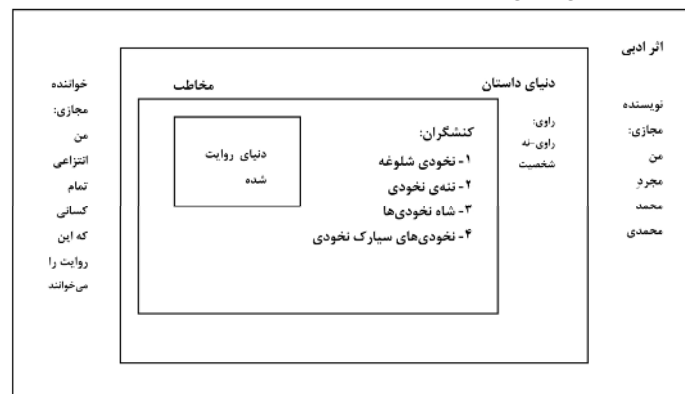 اثر ادبی
نویسنده
مجازی:
من
مجردِ
محمد
محمدی
دنیای داستان
راوی:
راوی-نه
شخصیت
مخاطب
کنشگران:
۱- نخودی شلوغه
۲- ننه‌ی نخودی
۳- شاه نخودی‌ها
۴- نخودی‌های سیارک نخودی
دنیای روایت
شده
خواننده
مجازی:
من
انتزاعی
تمام
کسانی
که این
روایت را
می‌خوانند